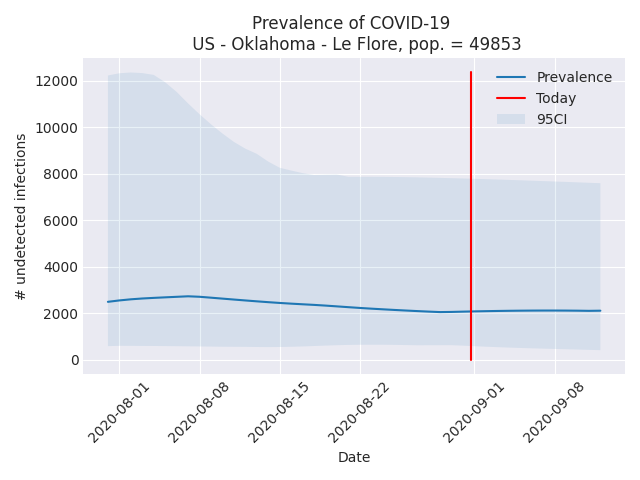 Prevalence of COVID-19
US - Oklahoma - Le Flore, pop. = 49853
Prevalence
Today
95CI
# undetected infections
12000
10000
8000
6000
4000
2000
0
2020-08-01
2020-08-08
2020-08-15
2020-08-22
2020-09-01
2020-09-08
Date